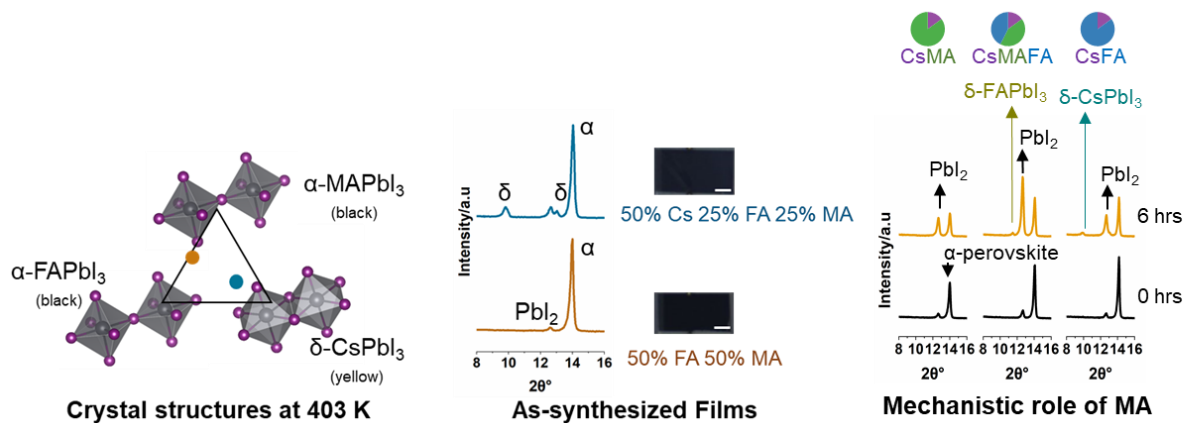 α-MAPbI₃
(black)
α-FAPbI₃
(black)
δ-CsPbI₃
(yellow)
Crystal structures at 403 K
Intensity/a.u
α
δ
δ
50% Cs 25% FA 25% MA
Intensity/a.u
α
PbI₂
50% FA 50% MA
8 10 12 14 16
2θ°
As-synthesized Films
CsMA CsMAFA CsFA
δ-FAPbI₃
δ-CsPbI₃
Intensity/a.u
PbI₂
PbI₂
PbI₂
6 hrs
α-perovskite
0 hrs
8 10 12 14 16 8 10 12 14 16 8 10 12 14 16
2θ° 2θ° 2θ°
Mechanistic role of MA